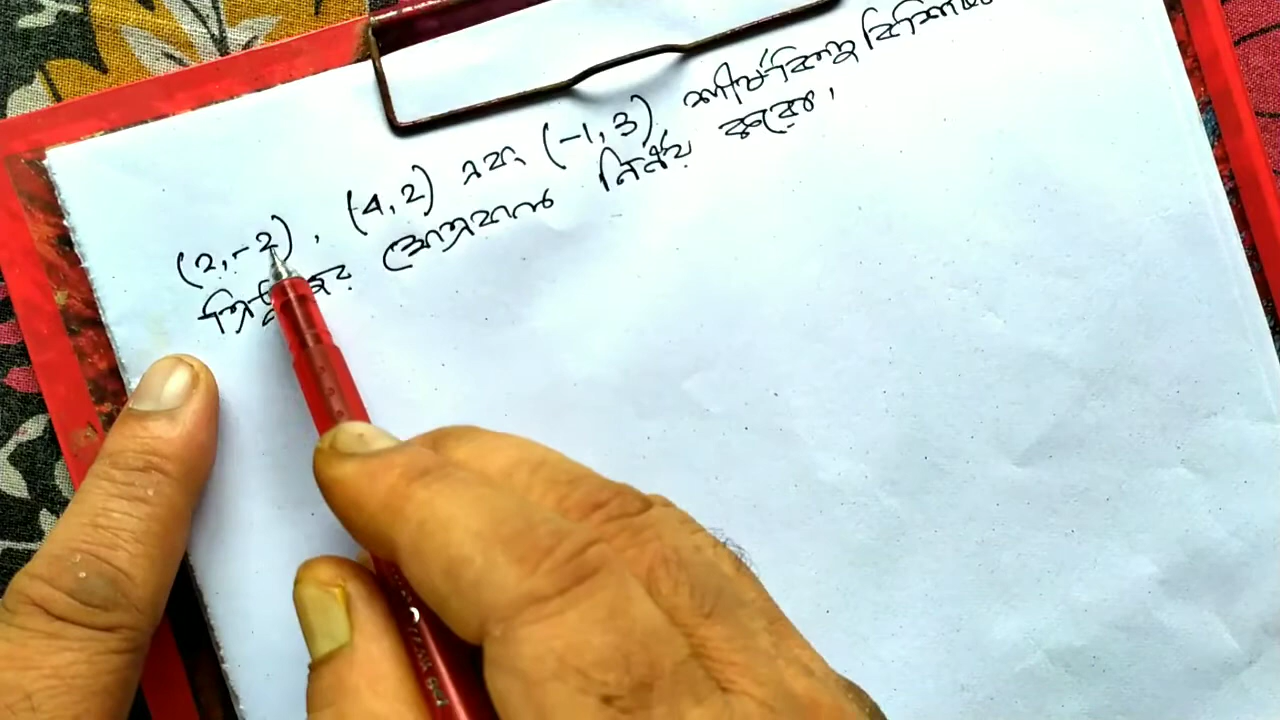 (2,-2), (4,2) এবং (-1,3) শীর্ষবিন্দু বিশিষ্ট
ত্রিভুজের ক্ষেত্রফল নির্ণয় করো।